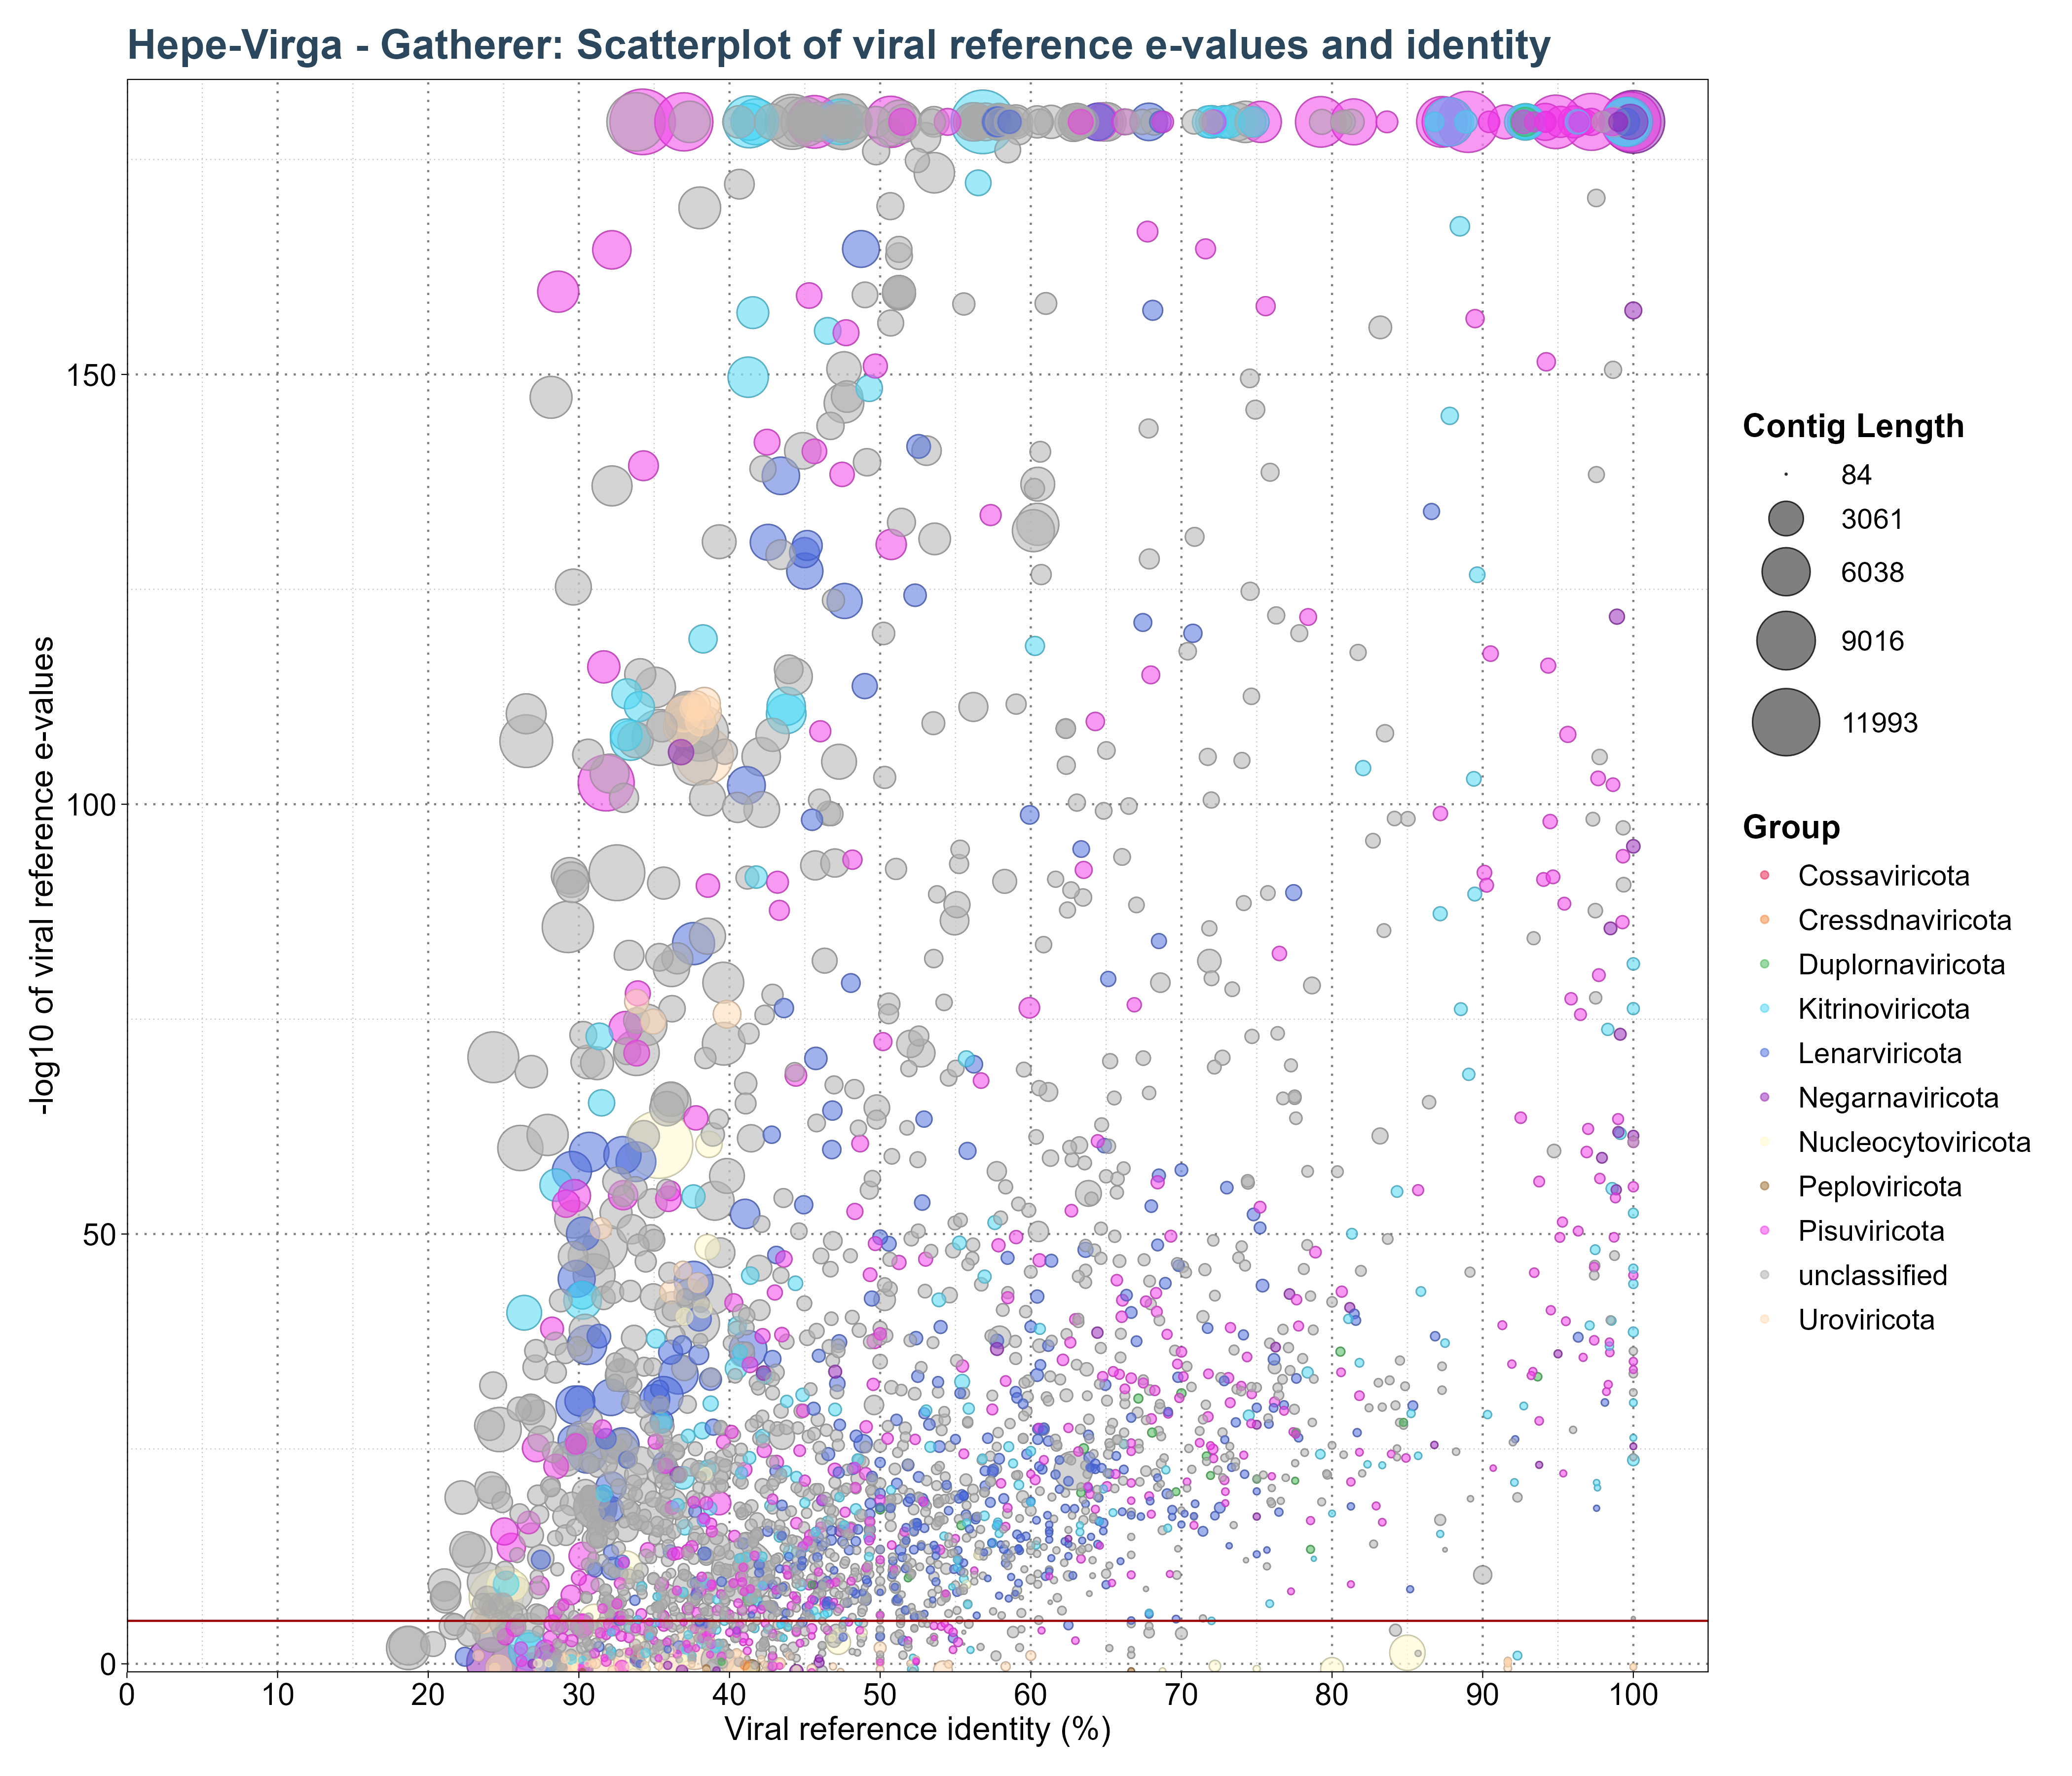 Hepe-Virga - Gatherer: Scatterplot of viral reference e-values and identity
150
100
50
0
-log10 of viral reference e-values
0 10 20 30 40 50 60 70 80 90 100
Viral reference identity (%)
Contig Length
84
3061
6038
9016
11993
Group
Cossaviricota
Cressdnaviricota
Duplornaviricota
Kitrinoviricota
Lenarviricota
Negarnaviricota
Nucleocytoviricota
Peploviricota
Pisuviricota
unclassified
Uroviricota